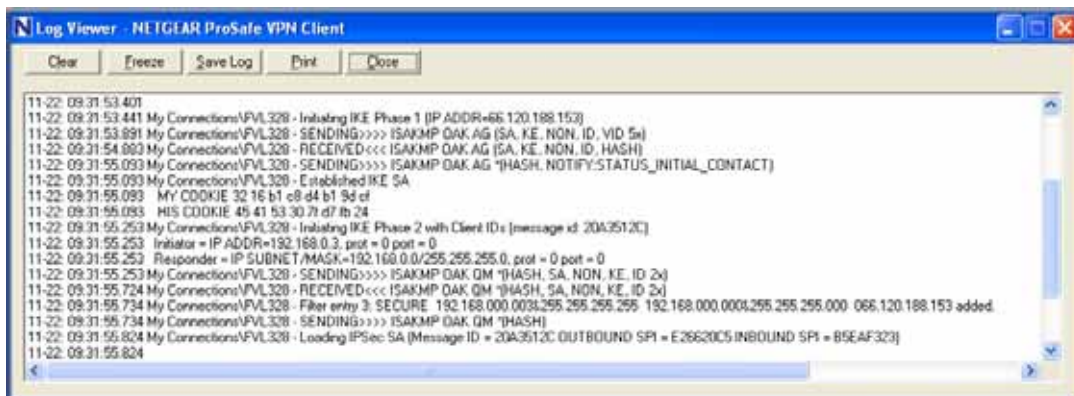 Log Viewer - NETGEAR ProSafe VPN Client
Clear Freeze Save Log Print Close
11-22: 09:31:53.401
11-22: 09:31:53.441 My Connections\FVL328 - Initiating IKE Phase 1 (IP ADDR=66.120.188.153)
11-22: 09:31:53.891 My Connections\FVL328 - SENDING>>>> ISAKMP OAK AG (SA, KE, NON, ID, VID 5x)
11-22: 09:31:54.883 My Connections\FVL328 - RECEIVED<<< ISAKMP OAK AG (SA, KE, NON, ID, HASH)
11-22: 09:31:55.093 My Connections\FVL328 - SENDING>>>> ISAKMP OAK AG *(HASH, NOTIFY:STATUS_INITIAL_CONTACT)
11-22: 09:31:55.093 My Connections\FVL328 - Established IKE SA
11-22: 09:31:55.093 MY COOKIE 32 16 b1 c8 d4 b1 9d cf
11-22: 09:31:55.093 HIS COOKIE 45 41 53 30 7f d7 fb 24
11-22: 09:31:55.253 My Connections\FVL328 - Initiating IKE Phase 2 with Client IDs (message id: 20A3512C)
11-22: 09:31:55.253 Initiator = IP ADDR=192.168.0.3, prot = 0 port = 0
11-22: 09:31:55.253 Responder = IP SUBNET/MASK=192.168.0.0/255.255.255.0, prot = 0 port = 0
11-22: 09:31:55.253 My Connections\FVL328 - SENDING>>>> ISAKMP OAK QM *(HASH, SA, NON, KE, ID 2x)
11-22: 09:31:55.724 My Connections\FVL328 - RECEIVED<<< ISAKMP OAK QM *(HASH, SA, NON, KE, ID 2x)
11-22: 09:31:55.734 My Connections\FVL328 - Filter entry 3: SECURE 192.168.000.003&255.255.255.255 192.168.000.000&255.255.255.000 066.120.188.153 added.
11-22: 09:31:55.734 My Connections\FVL328 - SENDING>>>> ISAKMP OAK QM *(HASH)
11-22: 09:31:55.824 My Connections\FVL328 - Loading IPSec SA (Message ID = 20A3512C OUTBOUND SPI = E26620C5 INBOUND SPI = B5EAF323)
11-22: 09:31:55.824